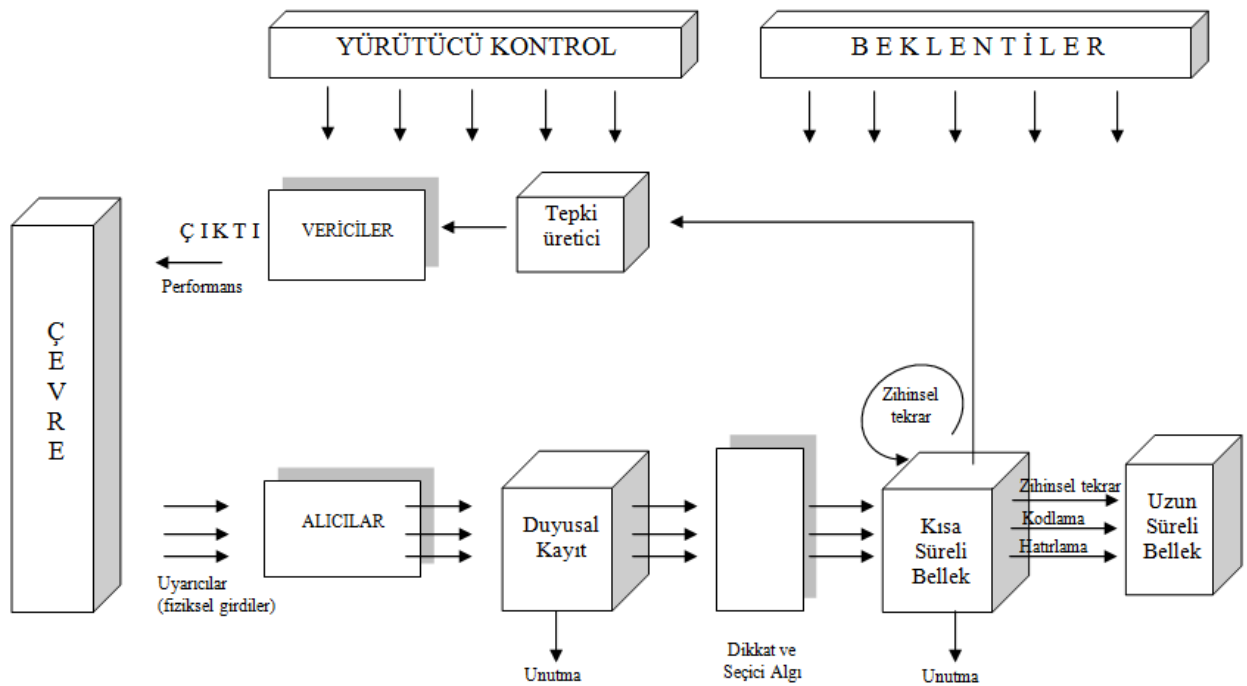 YÜRÜTÜCÜ KONTROL
B E K L E N T İ L E R
Ç I K T I
VERİCİLER
Tepki
üretici
Performans
Ç
E
V
R
E
Zihinsel
tekrar
ALICILAR
Duyusal
Kayıt
Kısa
Süreli
Bellek
Zihinsel tekrar
Kodlama
Hatırlama
Uzun
Süreli
Bellek
Uyarıcılar
(fiziksel girdiler)
Unutma
Dikkat ve
Seçici Algı
Unutma